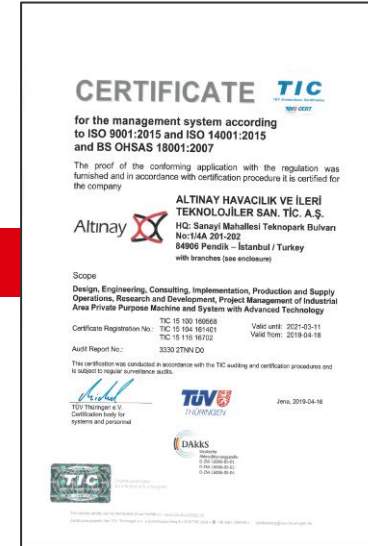 CERTIFICATE
TIC
TÜV CERT
for the management system according
to ISO 9001:2015 and ISO 14001:2015
and BS OHSAS 18001:2007
The proof of the conforming application with the regulation was
furnished and in accordance with certification procedure it is certified for
the company
Altınay
ALTINAY HAVACILIK VE İLERİ
TEKNOLOJİLER SAN. TİC. A.Ş.
HQ: Sanayi Mahallesi Teknopark Bulvarı
No:1/4A 201-202
84906 Pendik – İstanbul / Turkey
with branches (see enclosure)
Scope
Design, Engineering, Consulting, Implementation, Production and Supply
Operations, Research and Development, Project Management of Industrial
Area Private Purpose Machine and System with Advanced Technology
Certificate Registration No.:
TIC 15 100 169568
TIC 15 104 161401
TIC 15 116 16702
Valid until: 2021-03-11
Valid from: 2019-04-18
Audit Report No.: 3330 2TNN D0
This certification was conducted in accordance with the TIC auditing and certification procedures and
is subject to regular surveillance audits.
TÜV Thüringen e.V.
Certification body for
systems and personnel
TÜV
THÜRINGEN
Jena, 2019-04-18
DAkkS
Deutsche
Akkreditierungsstelle
TIC